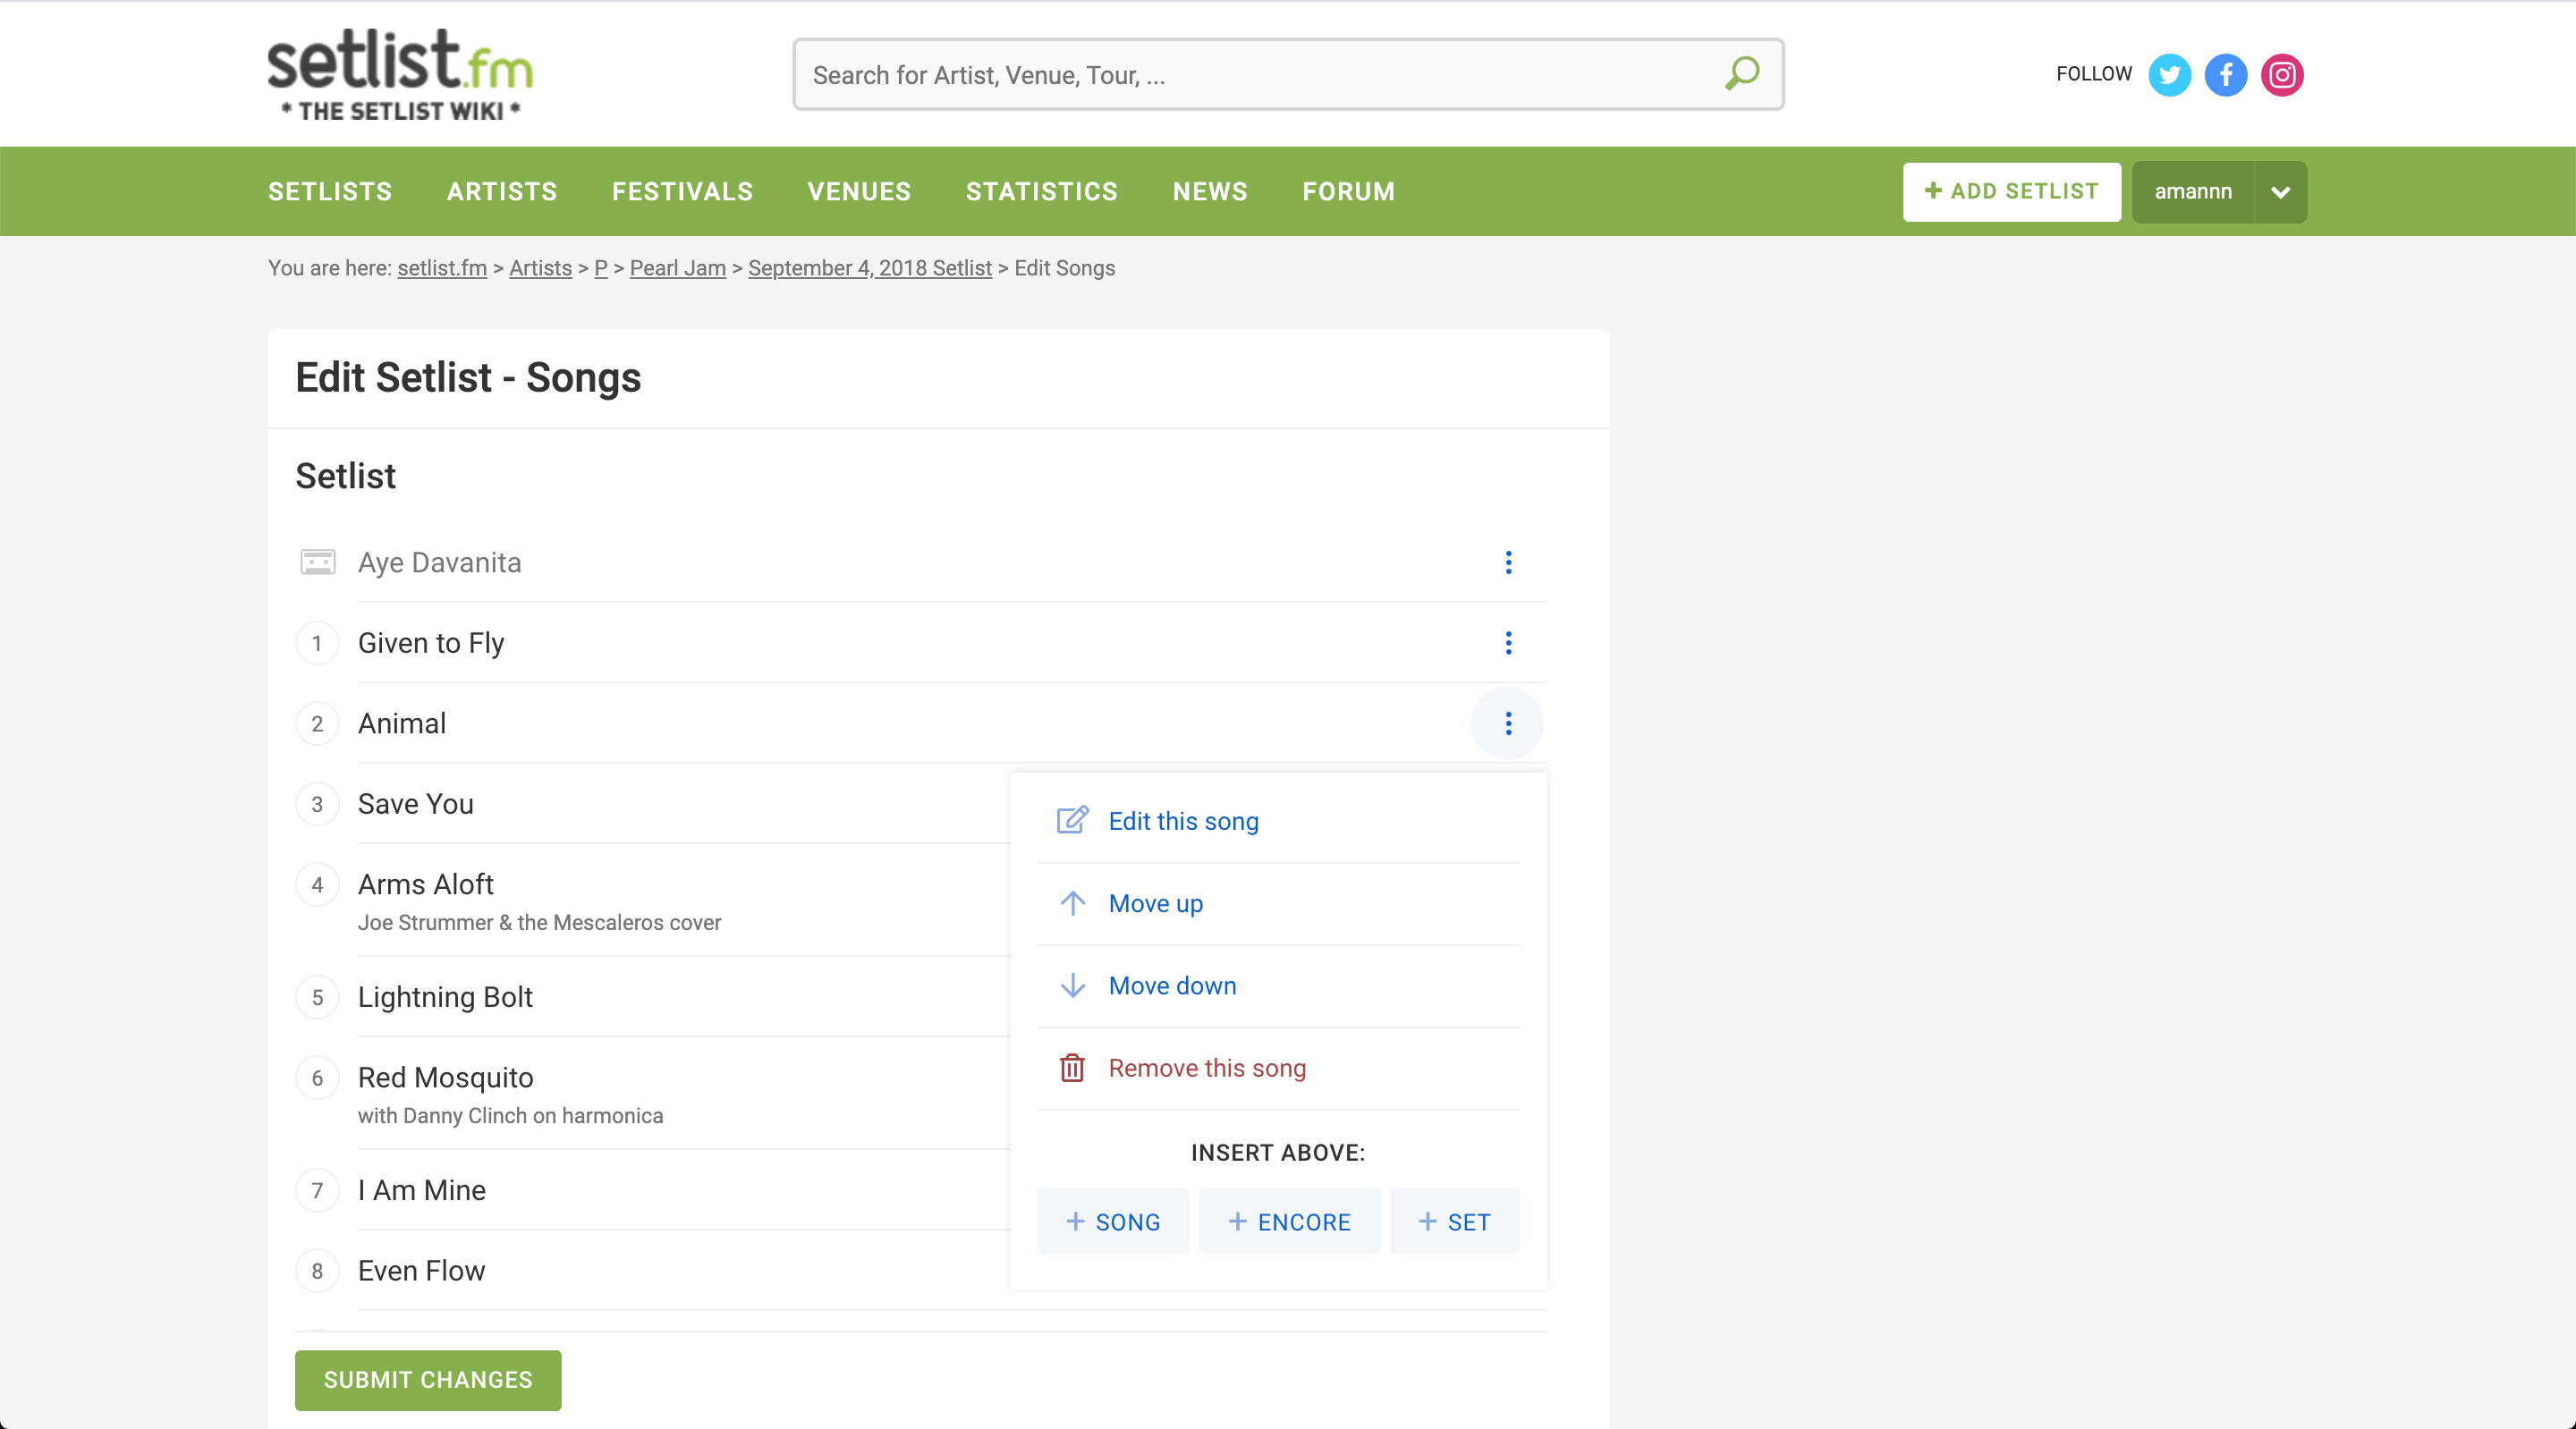 setlist.fm
* THE SETLIST WIKI *
Search for Artist, Venue, Tour, ...
FOLLOW
SETLISTS ARTISTS FESTIVALS VENUES STATISTICS NEWS FORUM
+ ADD SETLIST
amannn
You are here: setlist.fm > Artists > P > Pearl Jam > September 4, 2018 Setlist > Edit Songs
Edit Setlist - Songs
Setlist
Aye Davanita
1 Given to Fly
2 Animal
3 Save You
4 Arms Aloft
Joe Strummer & the Mescaleros cover
5 Lightning Bolt
6 Red Mosquito
with Danny Clinch on harmonica
7 I Am Mine
8 Even Flow
Edit this song
Move up
Move down
Remove this song
INSERT ABOVE:
+ SONG + ENCORE + SET
SUBMIT CHANGES